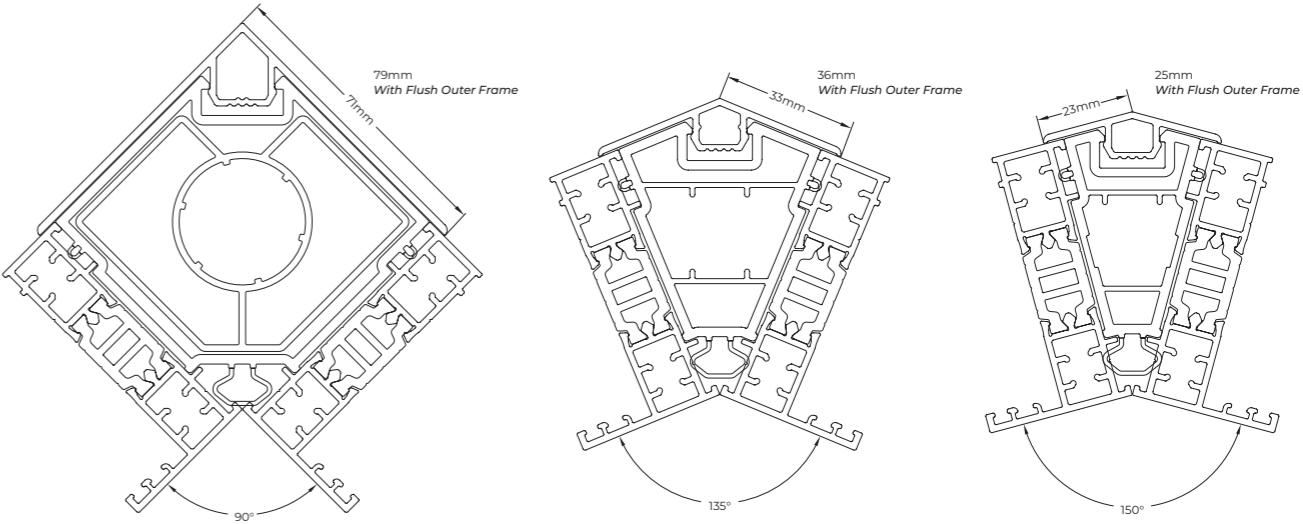 79mm
With Flush Outer Frame
71mm
90°
36mm
With Flush Outer Frame
33mm
135°
25mm
With Flush Outer Frame
23mm
150°